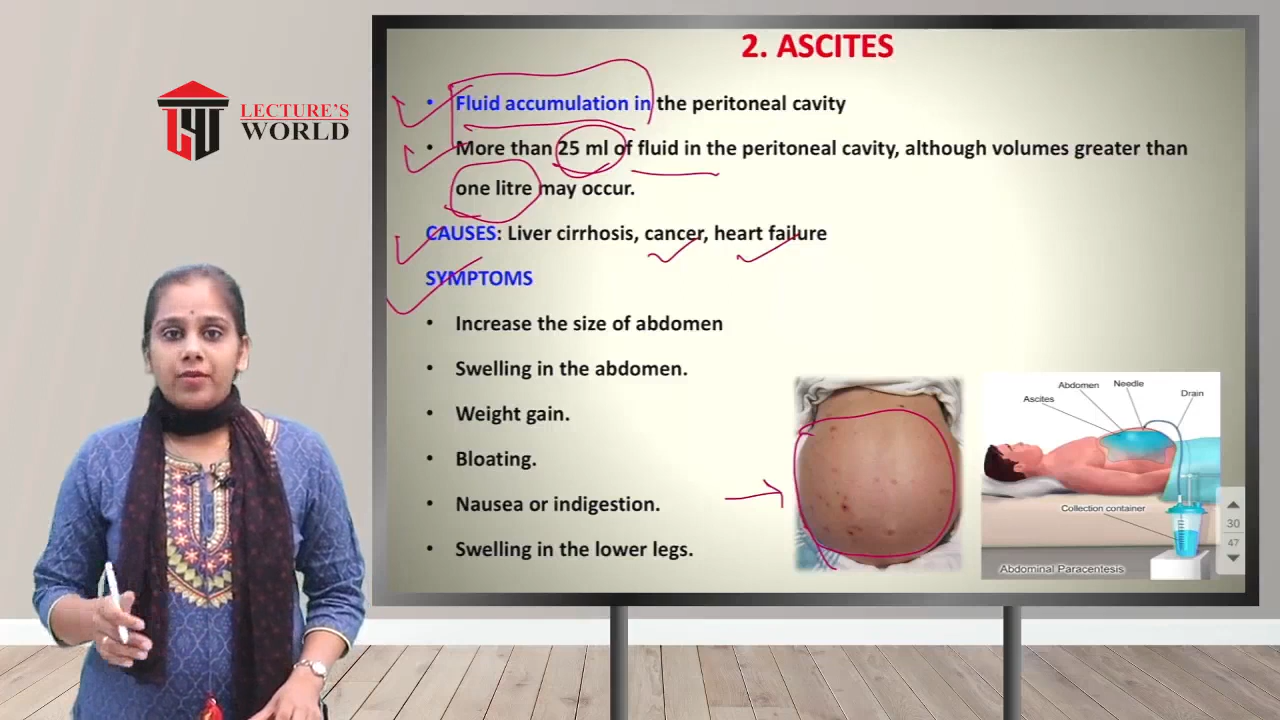 2. ASCITES
LECTURE'S
WORLD
• Fluid accumulation in the peritoneal cavity
• More than 25 ml of fluid in the peritoneal cavity, although volumes greater than
one litre may occur.
CAUSES: Liver cirrhosis, cancer, heart failure
SYMPTOMS
• Increase the size of abdomen
• Swelling in the abdomen.
• Weight gain.
• Bloating.
• Nausea or indigestion.
• Swelling in the lower legs.
Abdomen
Needle
Drain
Ascites
Collection container
Abdominal Paracentesis
30
47